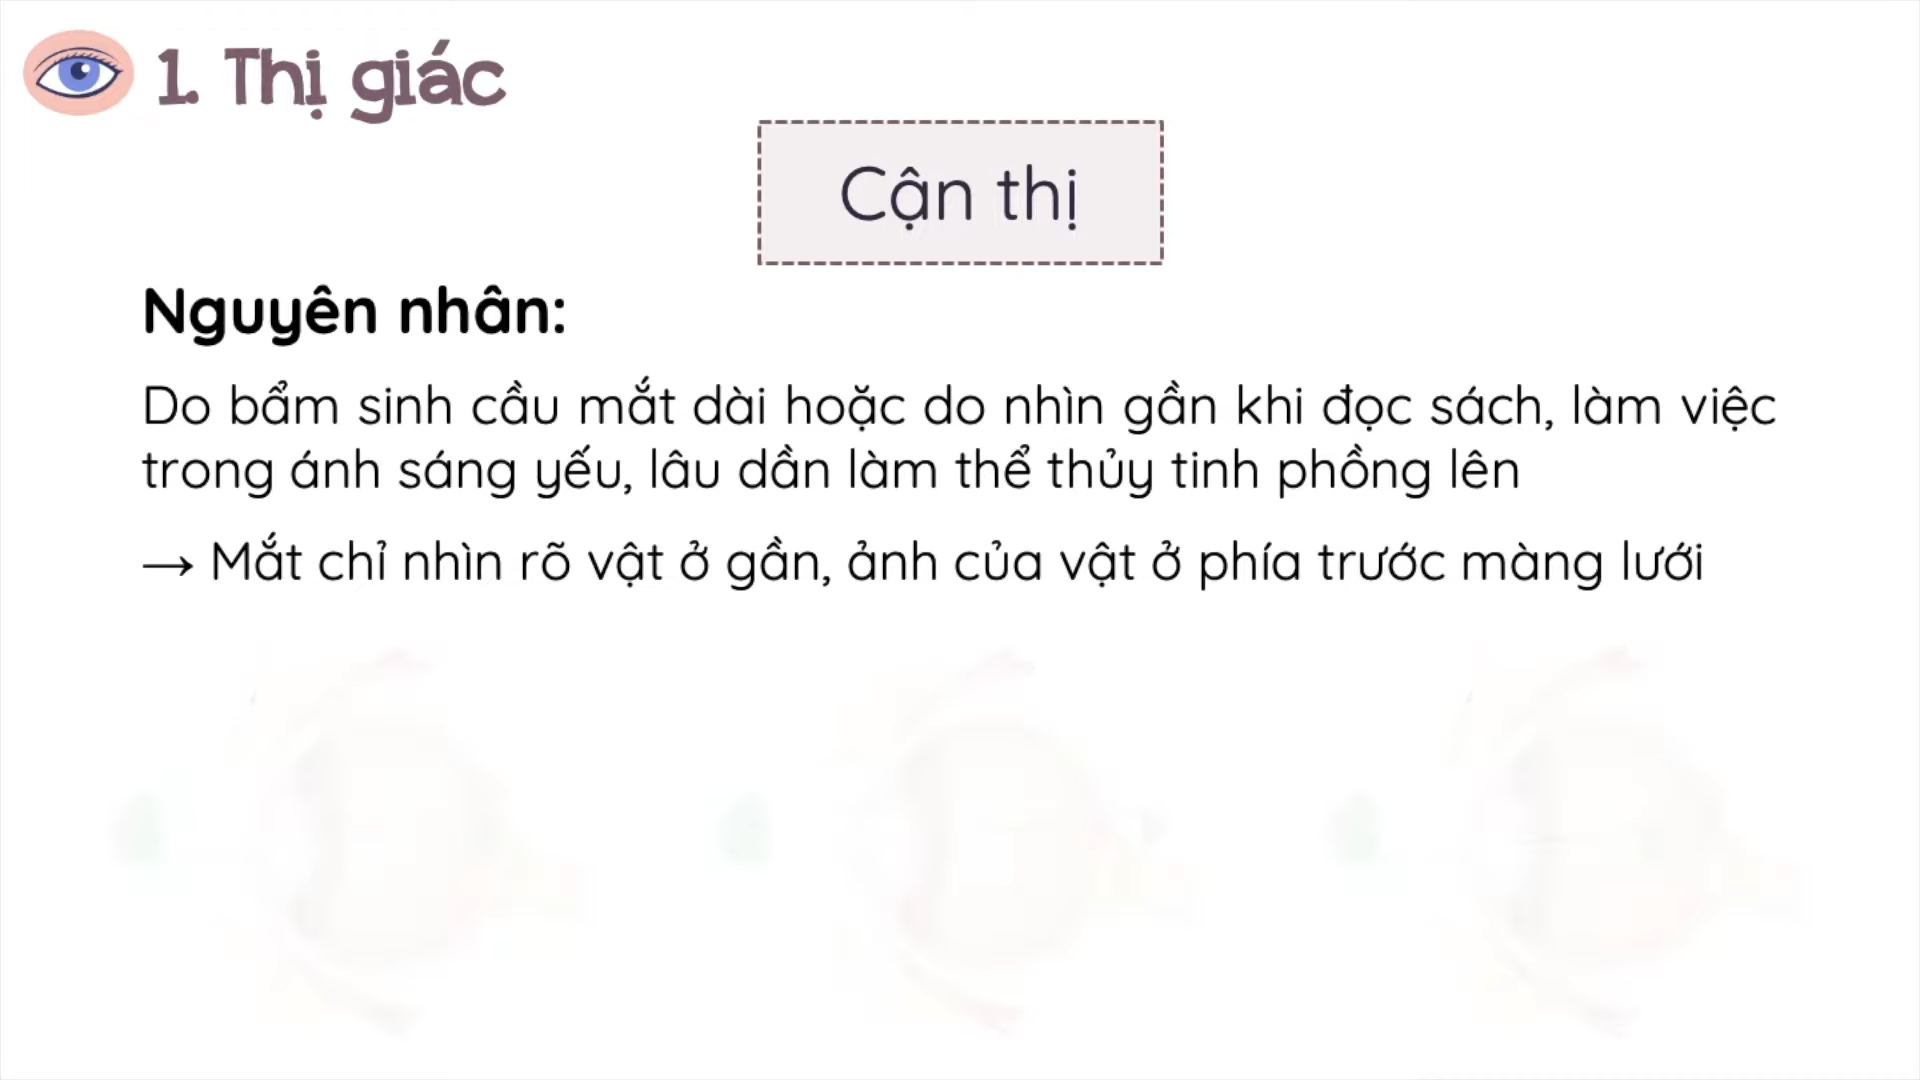 1. Thị giác
Cận thị
Nguyên nhân:
Do bẩm sinh cầu mắt dài hoặc do nhìn gần khi đọc sách, làm việc
trong ánh sáng yếu, lâu dần làm thể thủy tinh phồng lên
→ Mắt chỉ nhìn rõ vật ở gần, ảnh của vật ở phía trước màng lưới